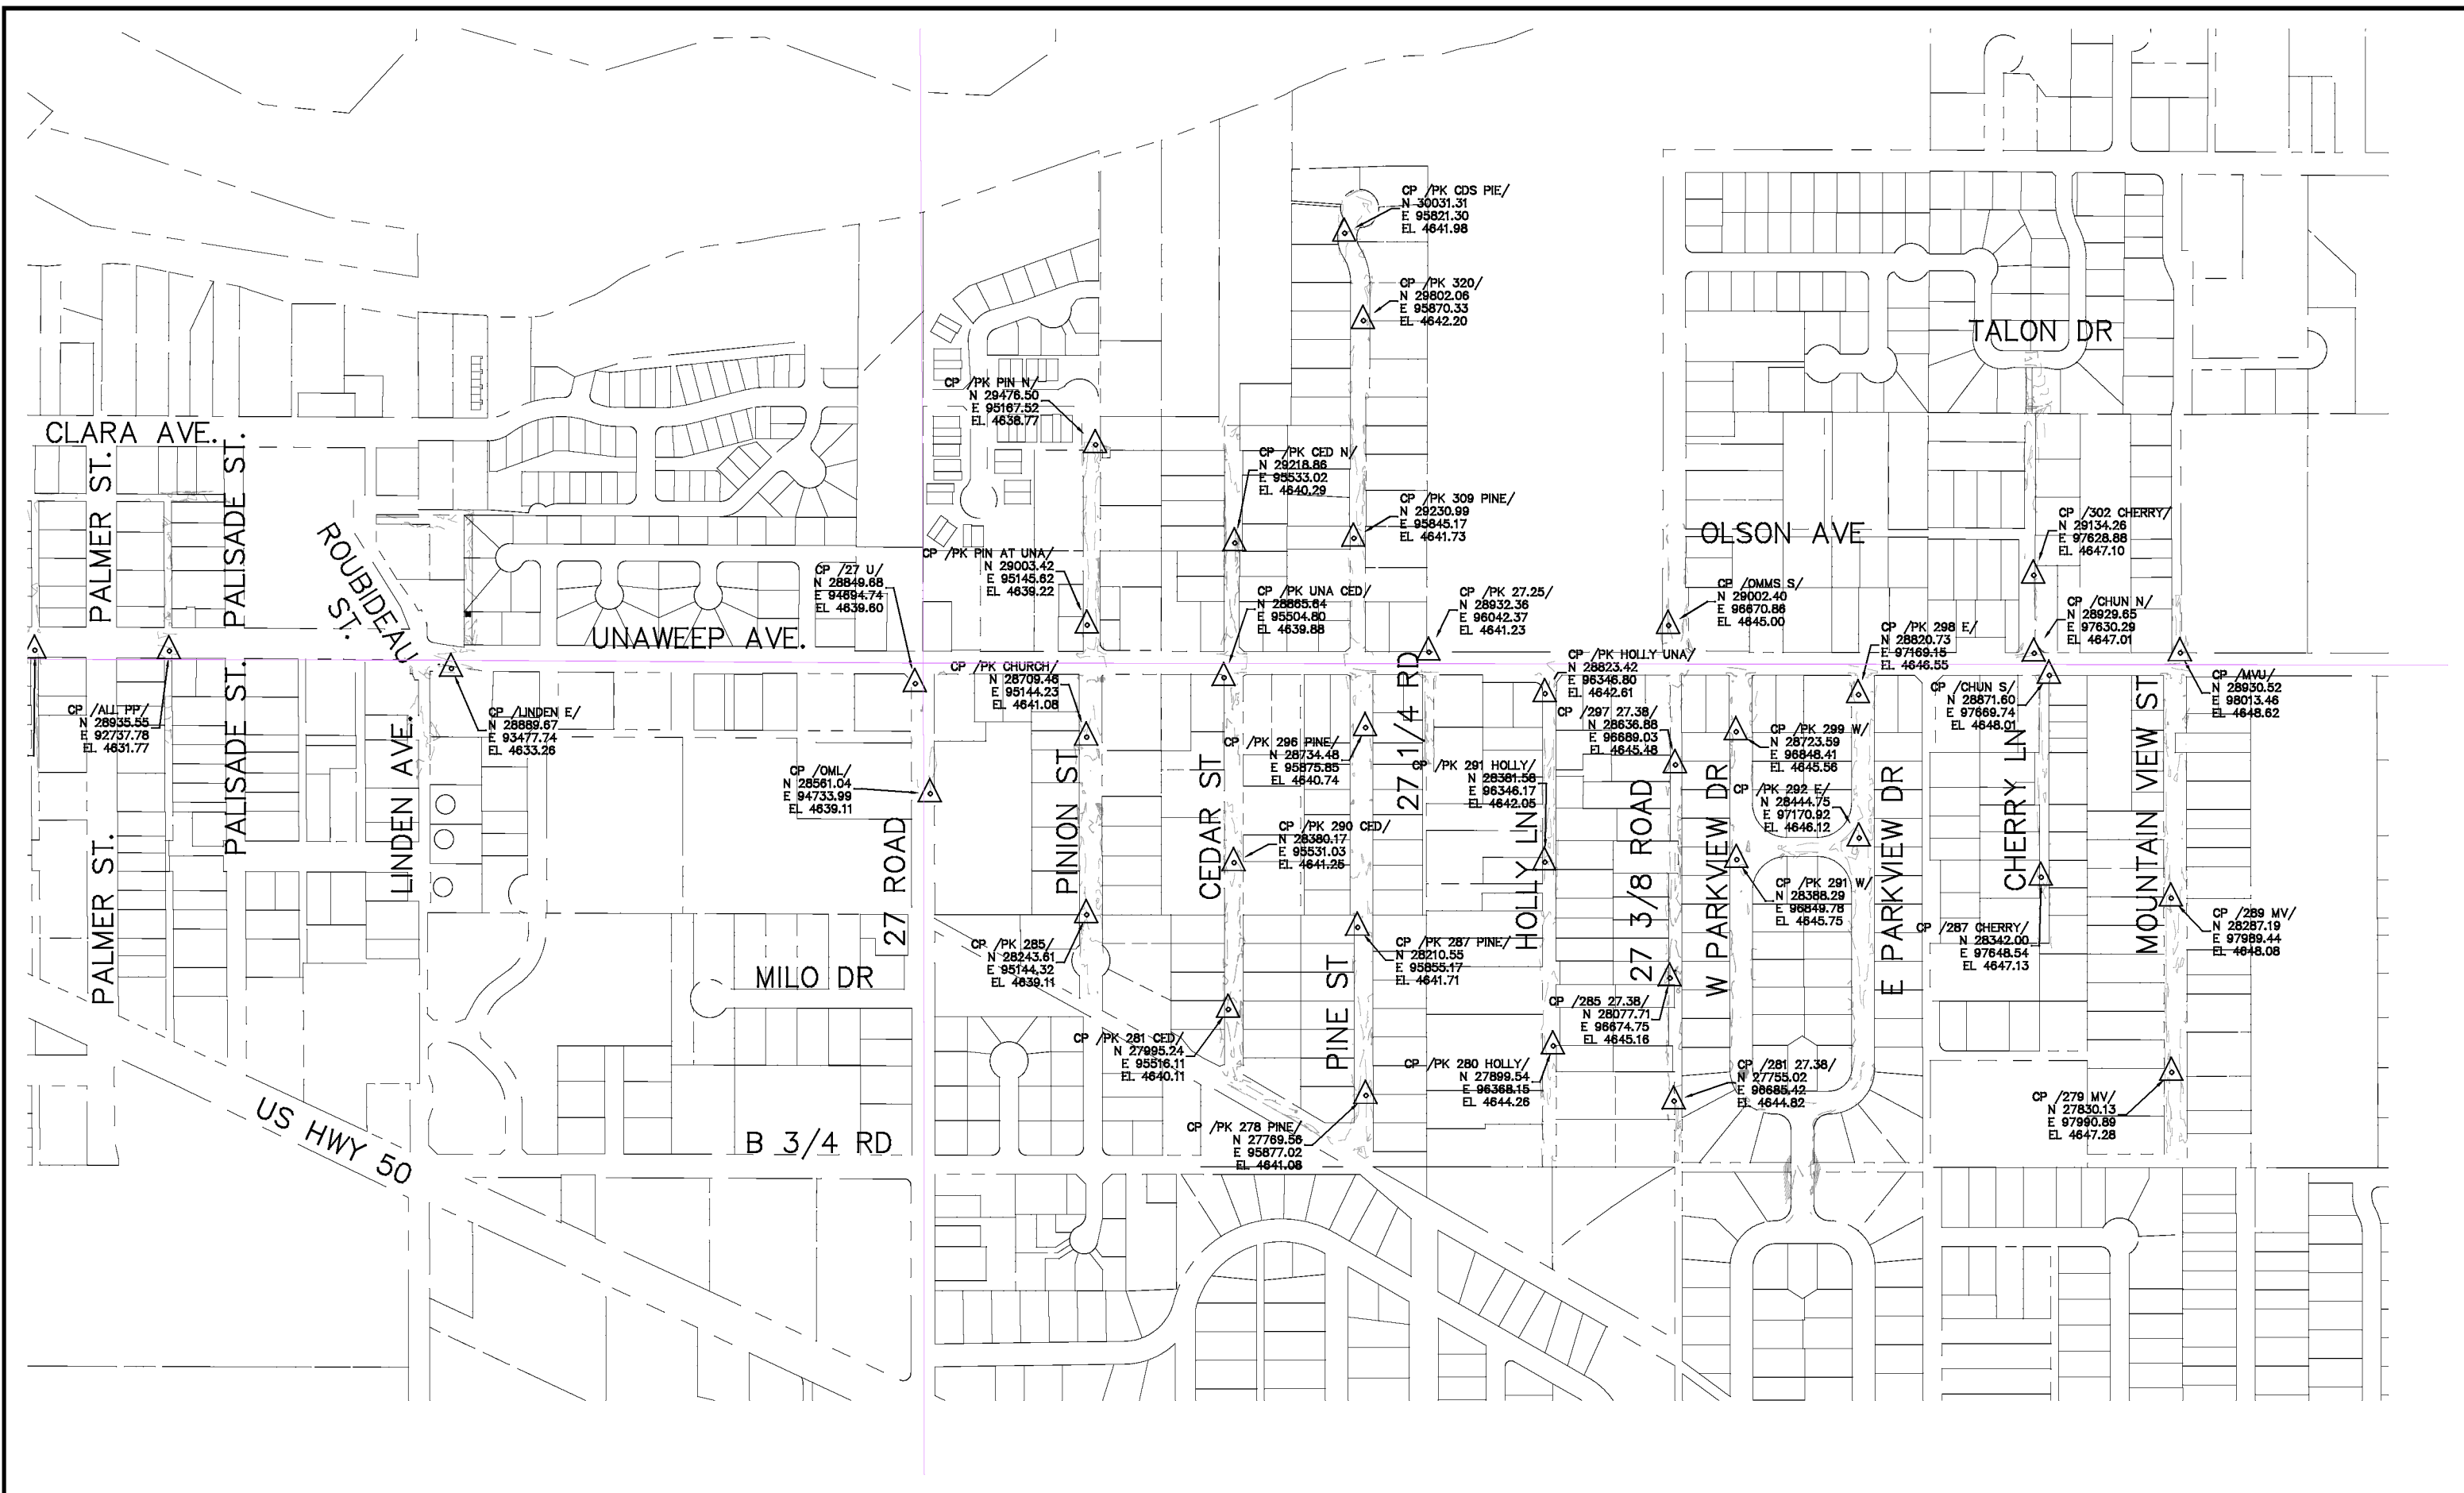 CP /PK CDS PIE/
N 30031.31
E 95821.30
EL 4641.98
CP /PK 320/
N 29802.06
E 95870.33
EL 4642.20
TALON DR
CP /PK PIN N/
N 29476.50
E 95167.52
EL 4638.77
CLARA AVE.
PALMER ST.
PALISADE ST.
CP /PK CED N/
N 29218.86
E 95533.02
EL 4640.29
CP /PK 309 PINE/
N 29230.99
E 95845.17
EL 4641.73
OLSON AVE
CP /302 CHERRY/
N 29134.26
E 97628.88
EL 4647.10
ROUBIDEAU
ST.
CP /PK PIN AT UNA/
N 29003.42
E 95145.62
EL 4639.22
CP /27 U/
N 28849.68
E 94694.74
EL 4639.60
CP /PK UNA CED/
N 28865.64
E 95504.80
EL 4639.88
CP /PK 27.25/
N 28932.36
E 96042.37
EL 4641.23
CP /OMMS S/
N 29002.40
E 96670.86
EL 4645.00
CP /CHUN N/
N 28929.65
E 97630.29
EL 4647.01
UNAWEEP AVE.
CP /PK 298 E/
N 28820.73
E 97169.15
EL 4646.55
CP /PK HOLLY UNA/
N 28823.42
E 96346.80
EL 4642.61
CP /PK CHURCH/
N 28709.46
E 95144.23
EL 4641.08
CP /MVU/
N 28930.52
E 98013.46
EL 4648.62
CP /CHUN S/
N 28871.60
E 97669.74
EL 4648.01
CP /ALL PP/
N 28935.55
E 92737.78
EL 4631.77
CP /LINDEN E/
N 28889.67
E 93477.74
EL 4633.26
CP /297 27.38/
N 28636.88
E 96689.03
EL 4645.48
CP /PK 299 W/
N 28723.59
E 96848.41
EL 4645.56
CP /PK 296 PINE/
N 28734.48
E 95875.85
EL 4640.74
CP /OML/
N 28561.04
E 94733.99
EL 4639.11
CP /PK 291 HOLLY/
N 28381.58
E 96346.17
EL 4642.05
CP /PK 292 E/
N 28444.75
E 97170.92
EL 4646.12
PALMER ST.
PALISADE ST.
LINDEN AVE.
27 ROAD
PINION ST
CEDAR ST
PINE ST
27 1/4 RD
HOLLY LN
27 3/8 ROAD
W PARKVIEW DR
E PARKVIEW DR
CHERRY LN
MOUNTAIN VIEW ST
CP /PK 290 CED/
N 28380.17
E 95531.03
EL 4641.25
CP /PK 291 W/
N 28388.29
E 96849.78
EL 4645.75
CP /289 MV/
N 28287.19
E 97989.44
EL 4648.08
CP /287 CHERRY/
N 28342.00
E 97648.54
EL 4647.13
CP /PK 285/
N 28243.61
E 95144.32
EL 4639.11
CP /PK 287 PINE/
N 28210.55
E 95855.17
EL 4641.71
MILO DR
CP /285 27.38/
N 28077.71
E 96674.75
EL 4645.16
CP /PK 281 CED/
N 27995.24
E 95516.11
EL 4640.11
CP /PK 280 HOLLY/
N 27899.54
E 96368.15
EL 4644.26
CP /281 27.38/
N 27755.02
E 96685.42
EL 4644.82
CP /279 MV/
N 27830.13
E 97990.89
EL 4647.28
US HWY 50
B 3/4 RD
CP /PK 278 PINE/
N 27769.56
E 95877.02
EL 4641.08